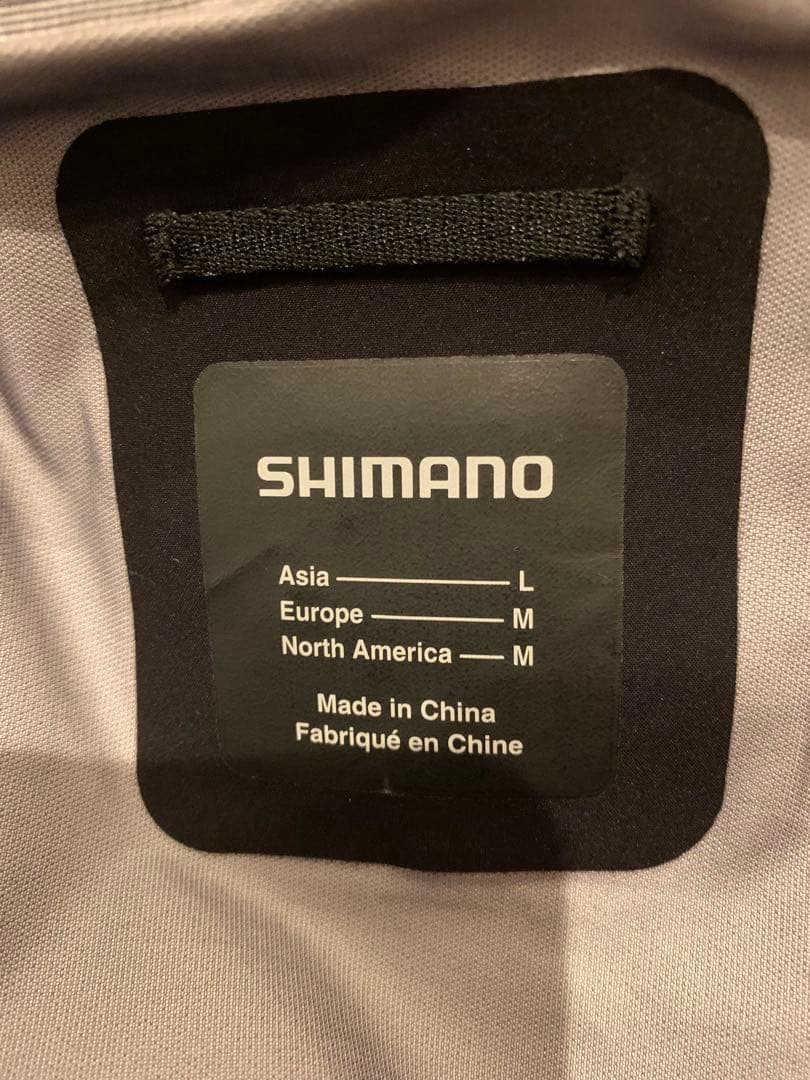 SHIMANO
Asia — L
Europe — M
North America — M
Made in China
Fabriqué en Chine